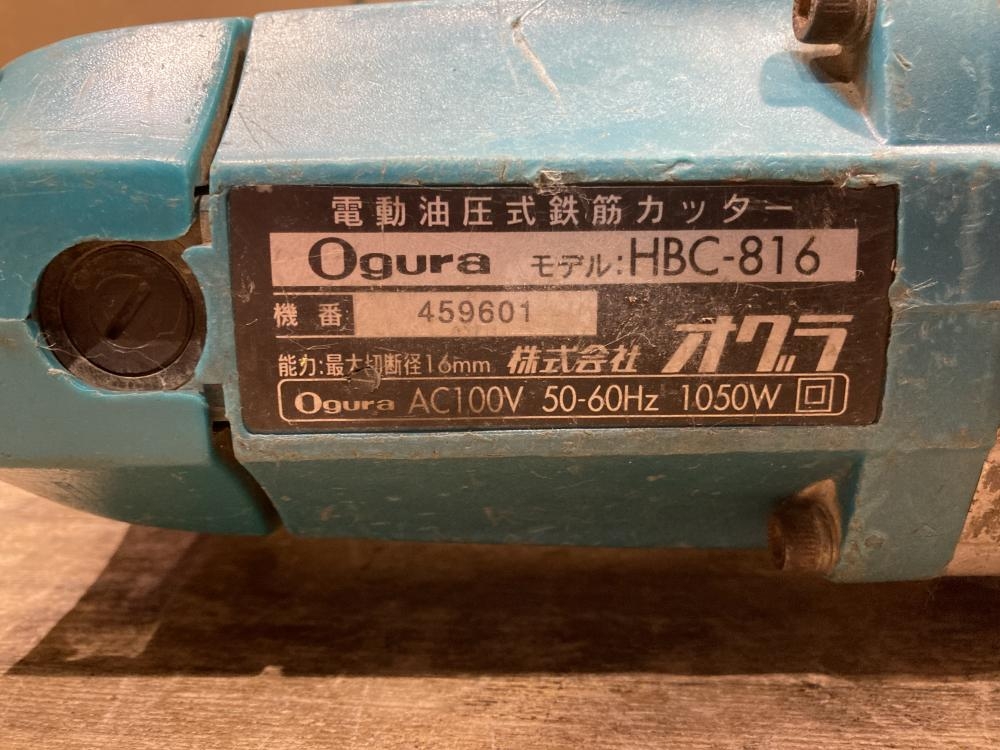 電動油圧式鉄筋カッター
Ogura モデル:HBC-816
機番 459601
能力:最大切断径16mm 株式会社 オグラ
Ogura AC100V 50-60Hz 1050W